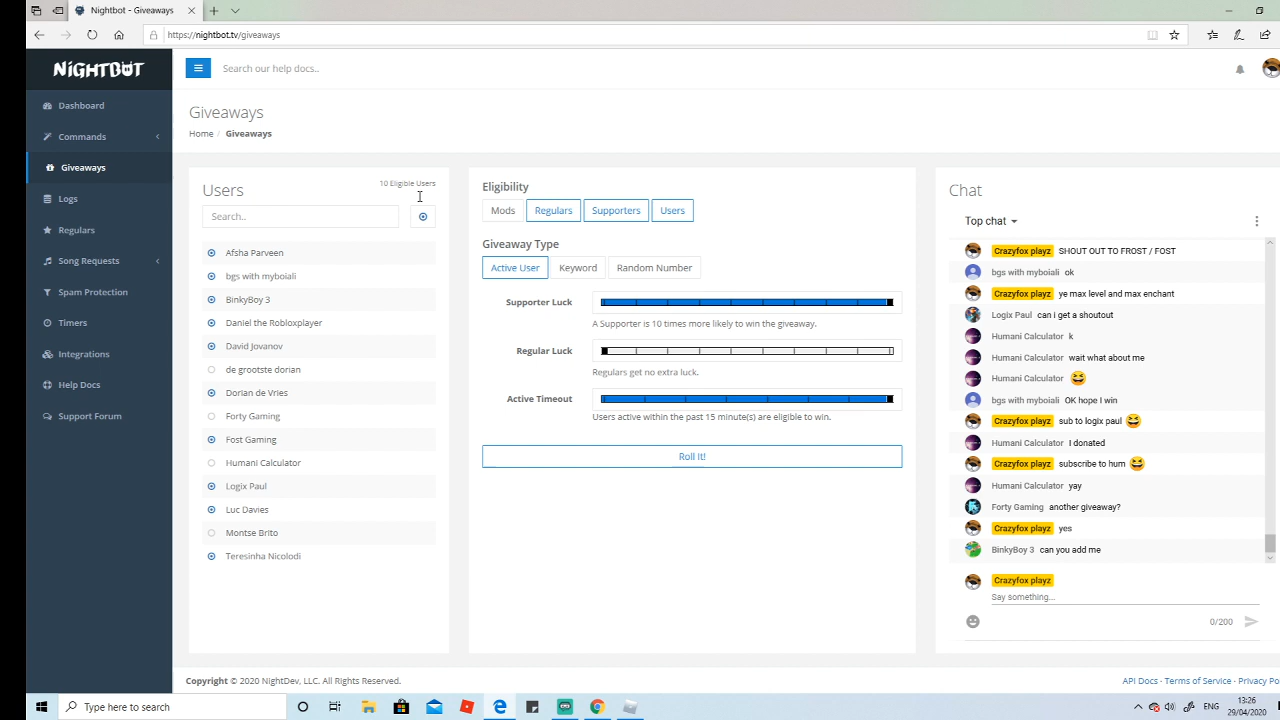 Nightbot - Giveaways
https://nightbot.tv/giveaways
NIGHTBOT
Search our help docs..
Dashboard
Commands
Giveaways
Logs
Regulars
Song Requests
Spam Protection
Timers
Integrations
Help Docs
Support Forum
Giveaways
Home / Giveaways
Users
10 Eligible Users
Search..
Afsha Parveen
bgs with myboiali
BinkyBoy 3
Daniel the Robloxplayer
David Jovanov
de grootste dorian
Dorian de Vries
Forty Gaming
Fost Gaming
Humani Calculator
Logix Paul
Luc Davies
Montse Brito
Teresinha Nicolodi
Eligibility
Mods Regulars Supporters Users
Giveaway Type
Active User Keyword Random Number
Supporter Luck
A Supporter is 10 times more likely to win the giveaway.
Regular Luck
Regulars get no extra luck.
Active Timeout
Users active within the past 15 minute(s) are eligible to win.
Roll It!
Chat
Top chat
Crazyfox playz SHOUT OUT TO FROST / FOST
bgs with myboiali ok
Crazyfox playz ye max level and max enchant
Logix Paul can i get a shoutout
Humani Calculator k
Humani Calculator wait what about me
Humani Calculator 😆
bgs with myboiali OK hope I win
Crazyfox playz sub to logix paul 😆
Humani Calculator I donated
Crazyfox playz subscribe to hum 😆
Humani Calculator yay
Forty Gaming another giveaway?
Crazyfox playz yes
BinkyBoy 3 can you add me
Crazyfox playz
Say something...
0/200
Copyright © 2020 NightDev, LLC. All Rights Reserved.
API Docs - Terms of Service - Privacy Po
Type here to search
ENG
13:26
29/04/2020